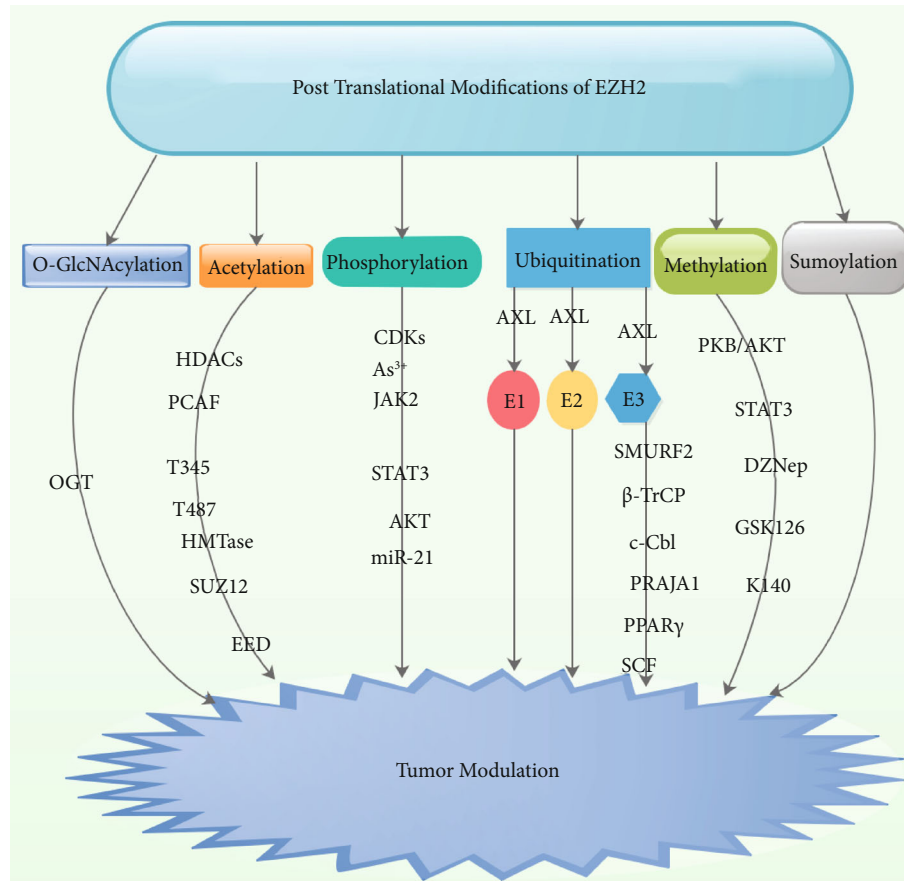 Post Translational Modifications of EZH2
O-GlcNAcylation
Acetylation
Phosphorylation
Ubiquitination
Methylation
Sumoylation
OGT
HDACs
PCAF
T345
T487
HMTase
SUZ12
EED
CDKs
As³⁺
JAK2
STAT3
AKT
miR-21
AXL
AXL
AXL
E1
E2
E3
SMURF2
β-TrCP
c-Cbl
PRAJA1
PPARγ
SCF
PKB/AKT
STAT3
DZNep
GSK126
K140
Tumor Modulation